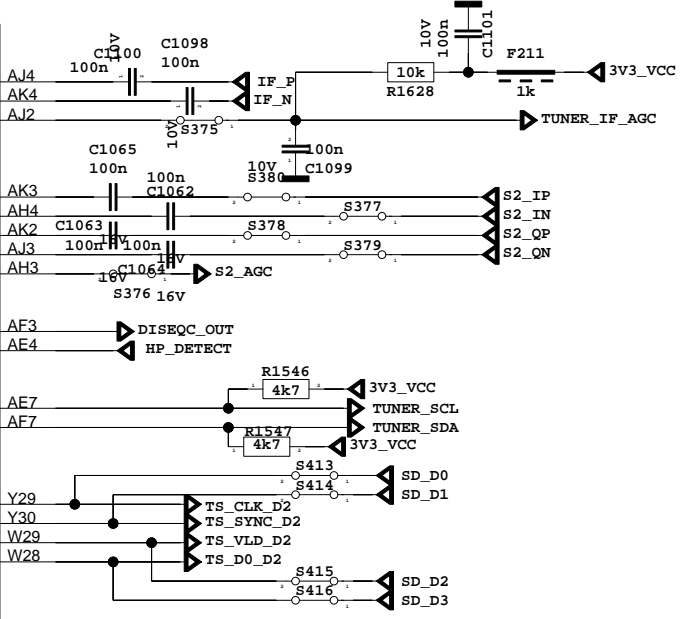 10V
100n
C1101
F211
3V3_VCC
1k
10k
R1628
10V
C1100
100n
C1098
100n
AJ4
IF_P
AK4
IF_N
AJ2
10V
S375
TUNER_IF_AGC
100n
10V
C1099
C1065
100n
100n
C1062
S380
AK3
S2_IP
S377
AH4
S2_IN
C1063
100n
16V
AK2
S378
S2_QP
100n
16V
AJ3
S379
S2_QN
AH3
C1064
16V
S376
16V
S2_AGC
AF3
DISEQC_OUT
AE4
HP_DETECT
R1546
4k7
3V3_VCC
AE7
TUNER_SCL
AF7
TUNER_SDA
R1547
4k7
3V3_VCC
S413
SD_D0
S414
SD_D1
Y29
TS_CLK_D2
Y30
TS_SYNC_D2
W29
TS_VLD_D2
W28
TS_D0_D2
S415
SD_D2
S416
SD_D3